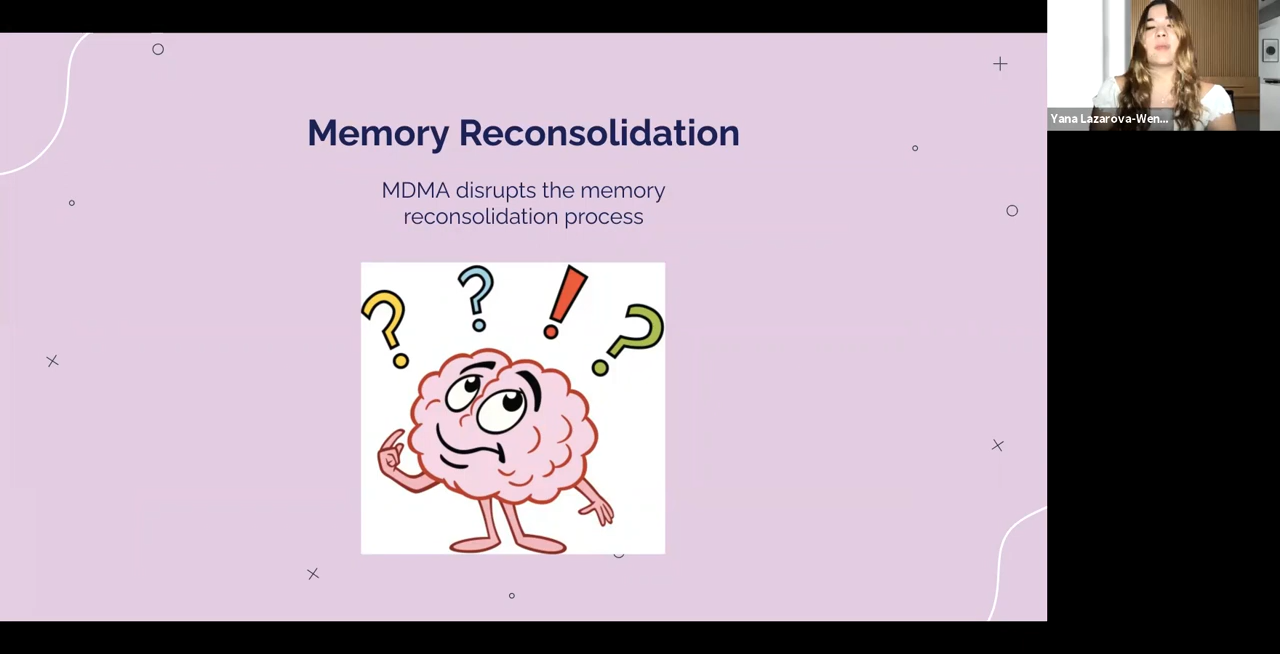 Memory Reconsolidation
MDMA disrupts the memory
reconsolidation process
Yana Lazarova-Wen...